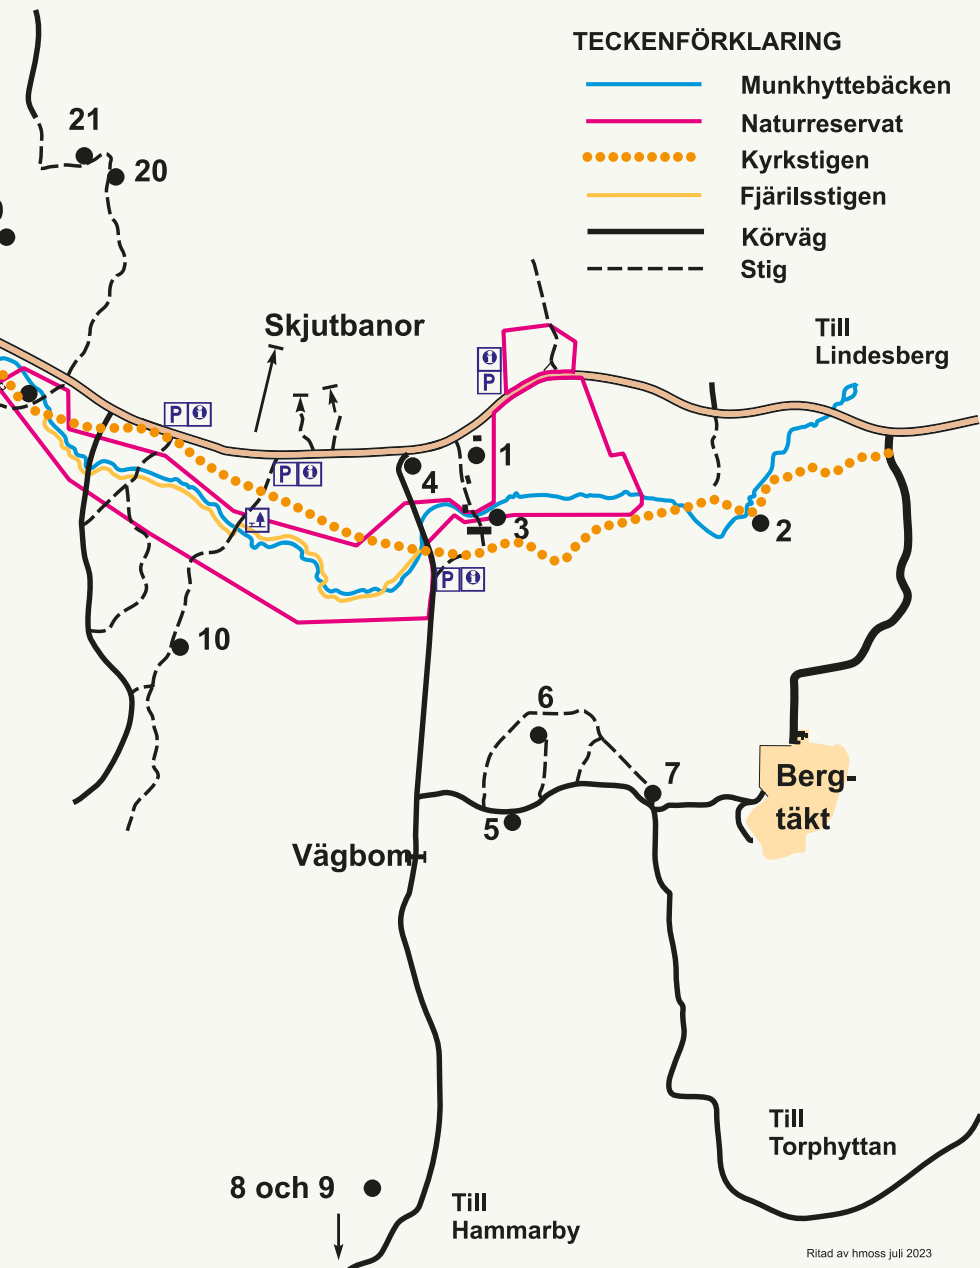 TECKENFÖRKLARING
Munkhyttebäcken
Naturreservat
Kyrkstigen
Fjärilsstigen
Körväg
Stig
21
20
Skjutbanor
Till
Lindesberg
i
P
P i
P i
1
4
3
2
P i
10
6
7
5
Berg-
täkt
Vägbom
Till
Torphyttan
8 och 9
Till
Hammarby
Ritad av hmoss juli 2023